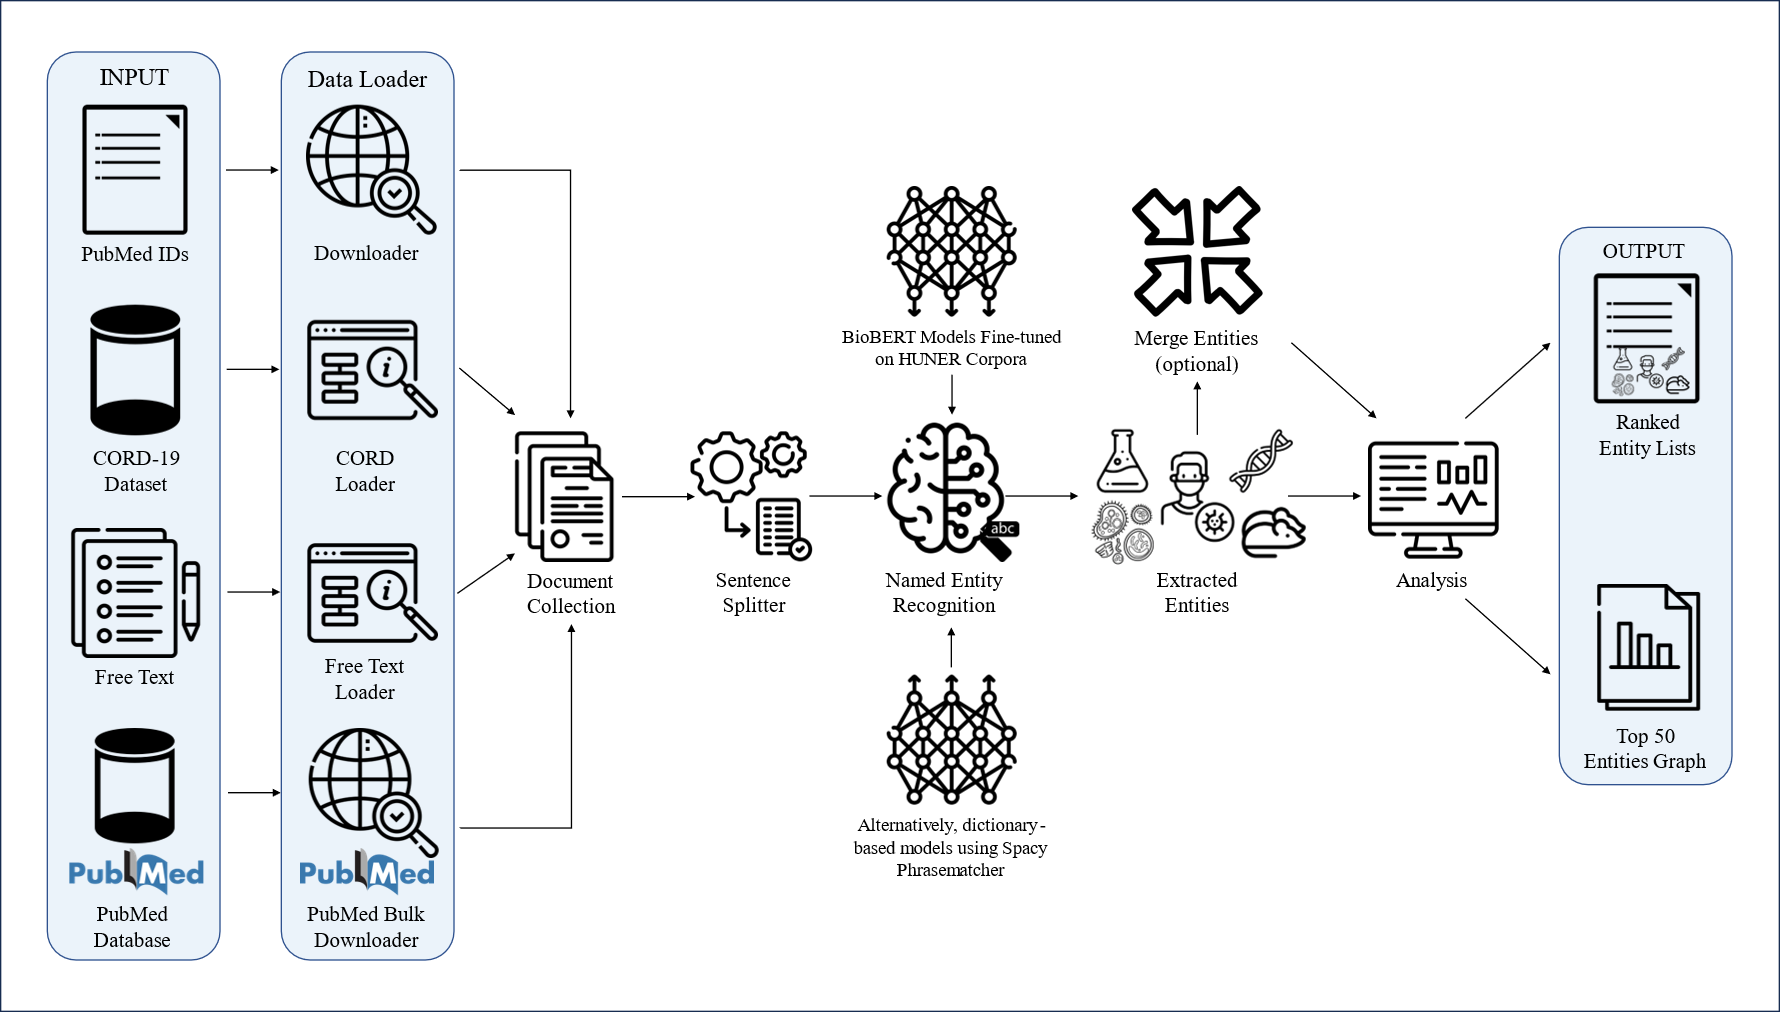 INPUT
PubMed IDs
CORD-19
Dataset
Free Text
PubMed
PubMed
Database
Data Loader
Downloader
CORD
Loader
Free Text
Loader
PubMed
PubMed Bulk
Downloader
Document
Collection
Sentence
Splitter
BioBERT Models Fine-tuned
on HUNER Corpora
abc
Named Entity
Recognition
Alternatively, dictionary-
based models using Spacy
Phrasematcher
Merge Entities
(optional)
Extracted
Entities
Analysis
OUTPUT
Ranked
Entity Lists
Top 50
Entities Graph